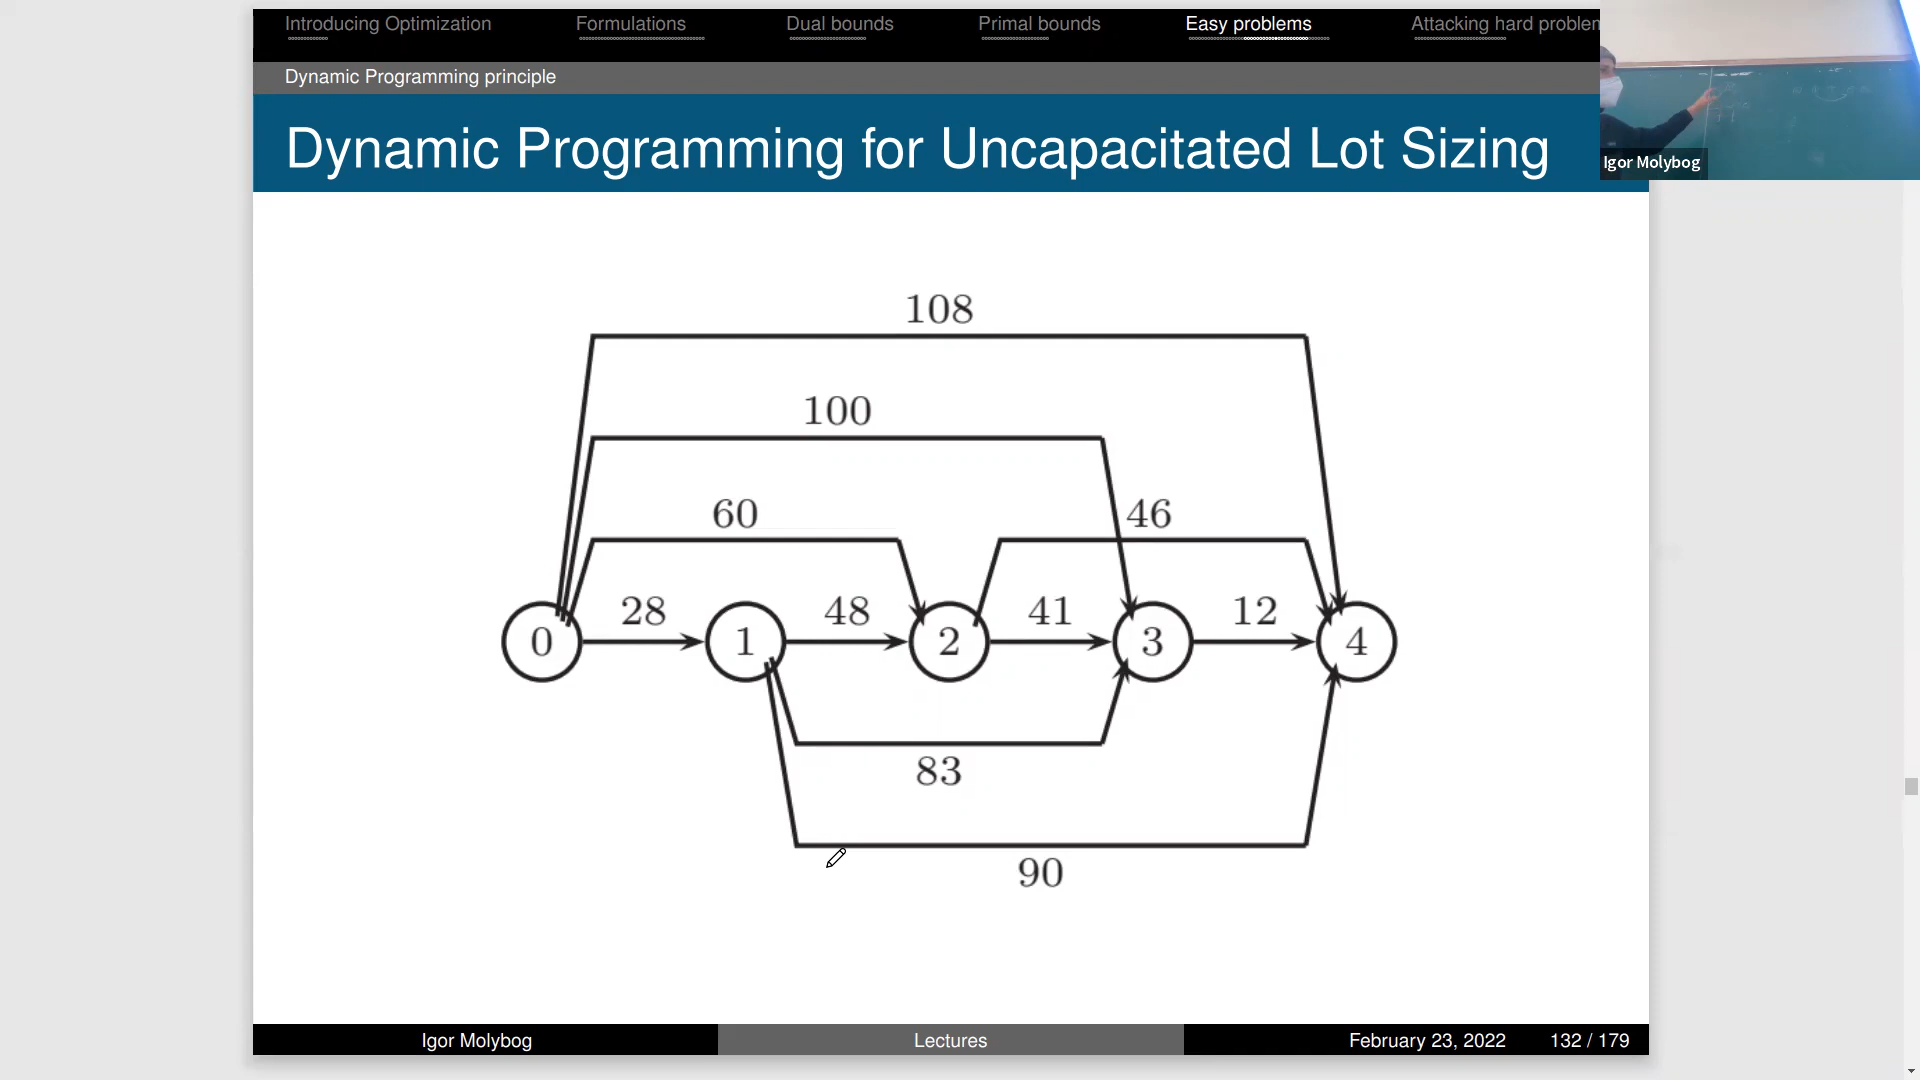 Introducing Optimization Formulations Dual bounds Primal bounds Easy problems Attacking hard
Dynamic Programming principle
Dynamic Programming for Uncapacitated Lot Sizing
Igor Molybog
108
100
60 46
28 48 41 12
0 1 2 3 4
83
90
Igor Molybog Lectures February 23, 2022 132 / 179